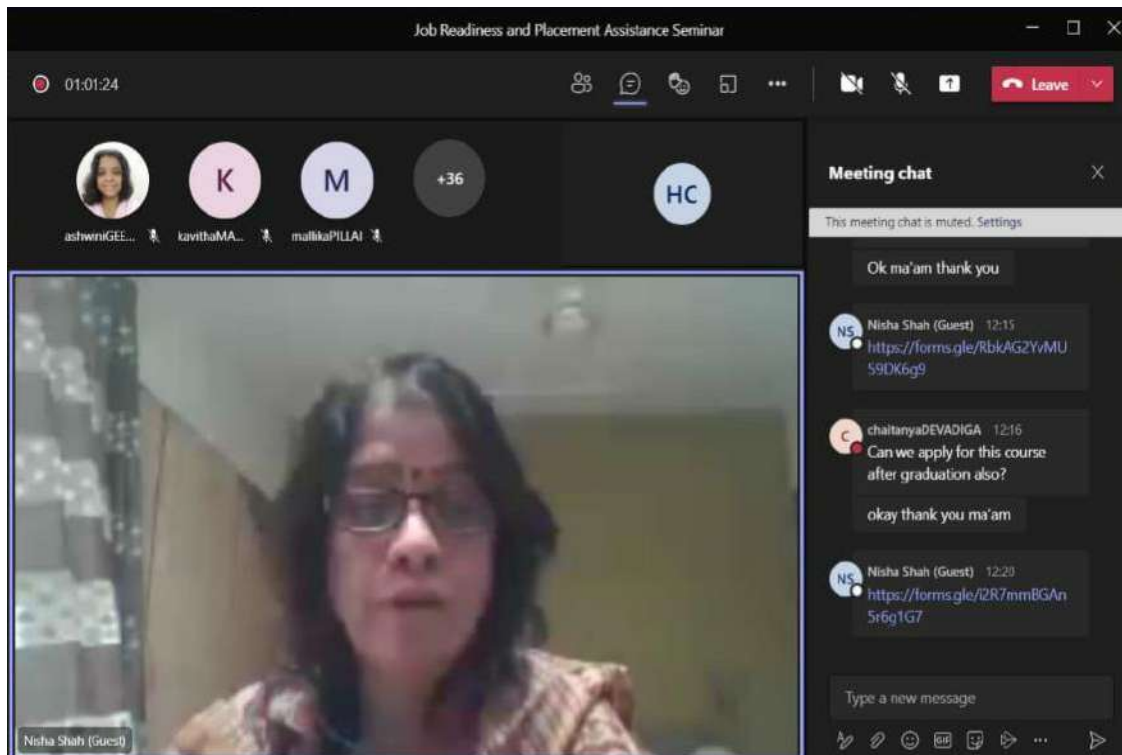 Job Readiness and Placement Assistance Seminar
01:01:24
Leave
K
M
+36
HC
ashwiniGEE...
kavithaMA...
mallikaPILLAI
Meeting chat
This meeting chat is muted. Settings
Ok ma'am thank you
NS
Nisha Shah (Guest) 12:15
https://forms.gle/RbkAG2YvMU
59DK6g9
C
chaitanyaDEVADIGA 12:16
Can we apply for this course
after graduation also?
okay thank you ma'am
NS
Nisha Shah (Guest) 12:20
https://forms.gle/i2R7mmBGAn
5r6g1G7
Type a new message
GIF
Nisha Shah (Guest)